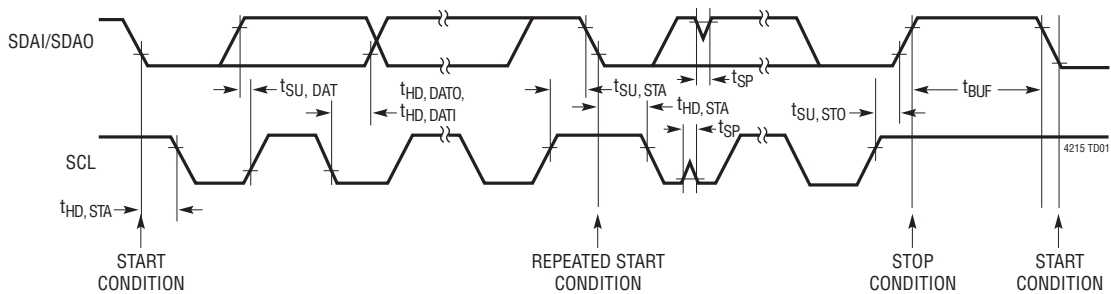 SDAI/SDAO
tSU, DAT
tHD, DATO,
tHD, DATI
tSU, STA
tHD, STA
tSP
tSP
tSU, STO
tBUF
4215 TD01
SCL
tHD, STA
START
CONDITION
REPEATED START
CONDITION
STOP
CONDITION
START
CONDITION